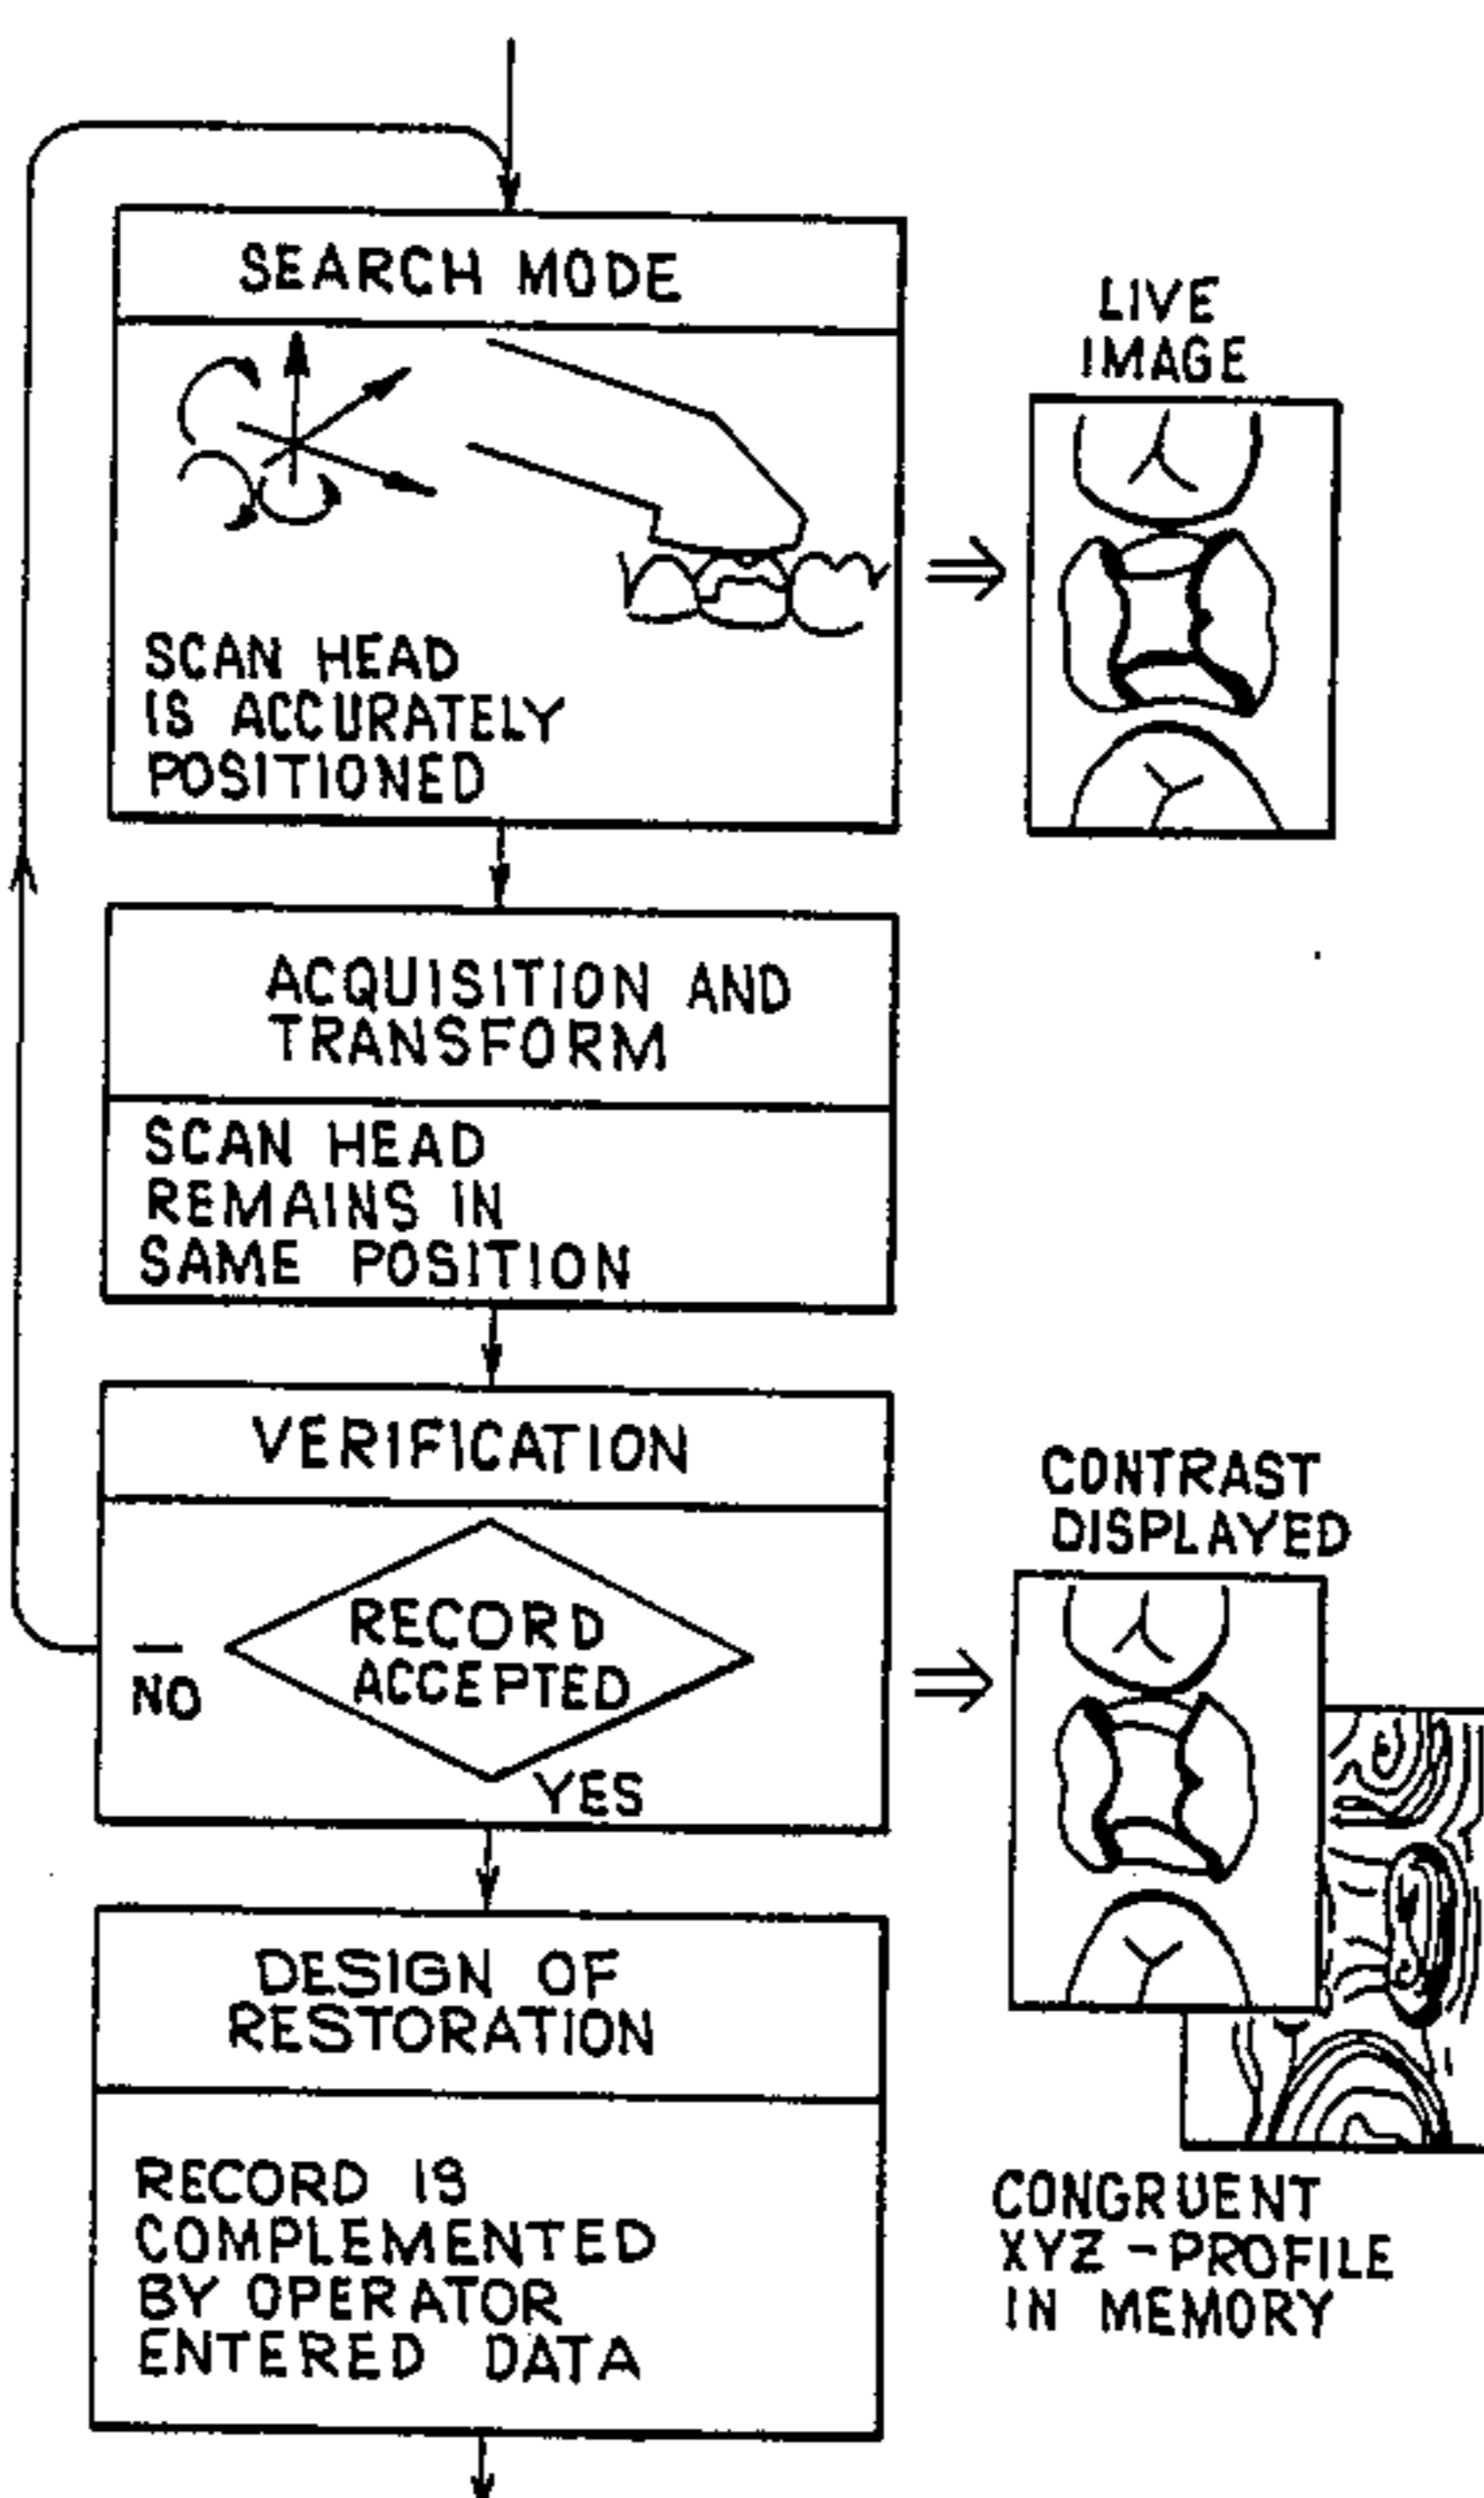 SEARCH MODE
LIVE
IMAGE
SCAN HEAD
IS ACCURATELY
POSITIONED
ACQUISITION AND
TRANSFORM
SCAN HEAD
REMAINS IN
SAME POSITION
VERIFICATION
CONTRAST
DISPLAYED
RECORD
ACCEPTED
NO
YES
DESIGN OF
RESTORATION
RECORD IS
COMPLEMENTED
BY OPERATOR
ENTERED DATA
CONGRUENT
XYZ-PROFILE
IN MEMORY